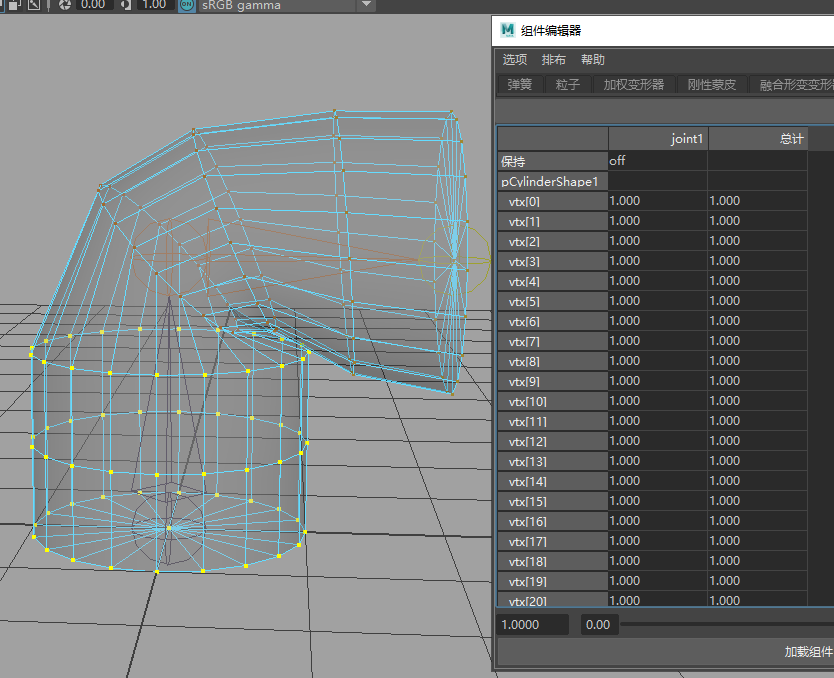 0.00 1.00 ON sRGB gamma
M 组件编辑器
选项 排布 帮助
弹簧 粒子 加权变形器 刚性蒙皮 融合形变变形
joint1 总计
保持 off
pCylinderShape1
vtx[0] 1.000 1.000
vtx[1] 1.000 1.000
vtx[2] 1.000 1.000
vtx[3] 1.000 1.000
vtx[4] 1.000 1.000
vtx[5] 1.000 1.000
vtx[6] 1.000 1.000
vtx[7] 1.000 1.000
vtx[8] 1.000 1.000
vtx[9] 1.000 1.000
vtx[10] 1.000 1.000
vtx[11] 1.000 1.000
vtx[12] 1.000 1.000
vtx[13] 1.000 1.000
vtx[14] 1.000 1.000
vtx[15] 1.000 1.000
vtx[16] 1.000 1.000
vtx[17] 1.000 1.000
vtx[18] 1.000 1.000
vtx[19] 1.000 1.000
vtx[20] 1.000 1.000
1.0000 0.00
加载组件